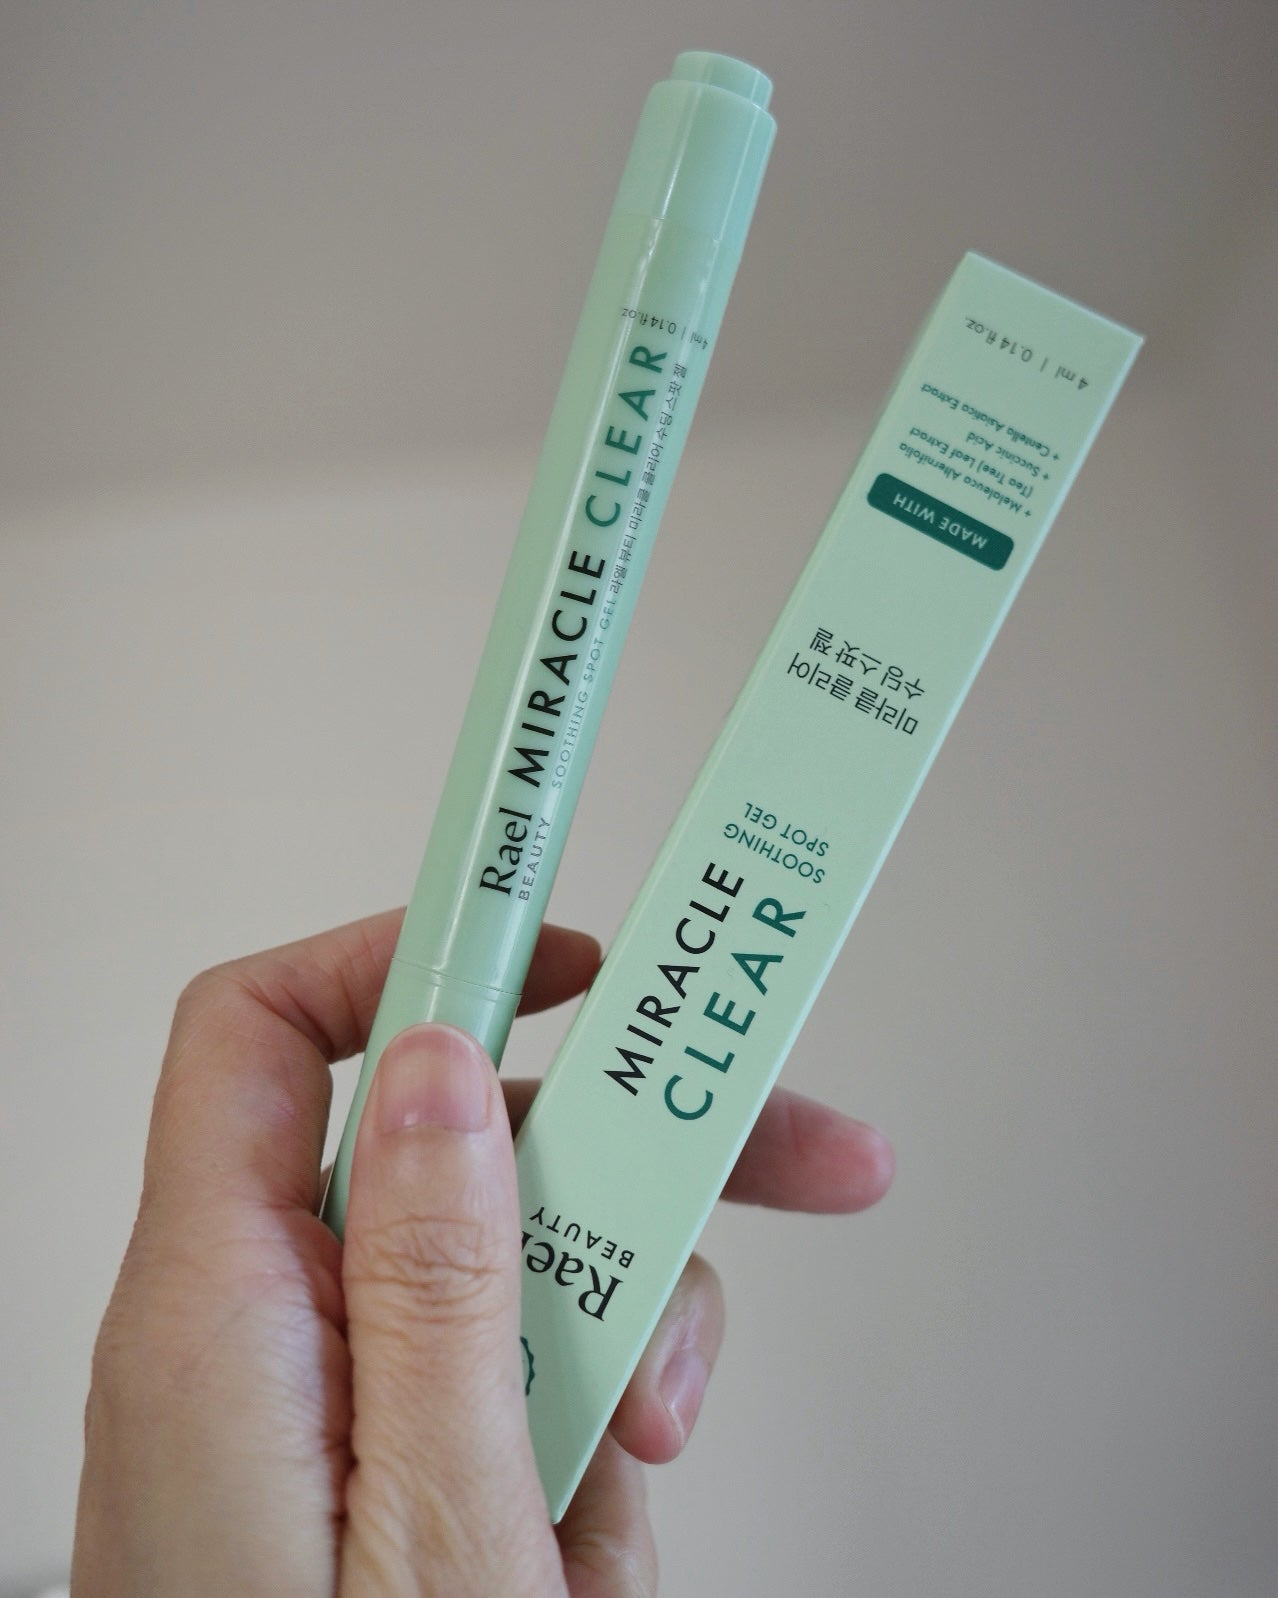 Rael MIRACLE CLEAR
BEAUTY SOOTHING SPOT GEL 라엘 뷰티 미라클 클리어 수딩 스팟 젤
4 ml | 0.14 fl.oz.
Rael
BEAUTY
MIRACLE
CLEAR
SOOTHING
SPOT GEL
미라클 클리어
수딩 스팟 젤
MADE WITH
+ Melaleuca Alternifolia
(Tea Tree) Leaf Extract
+ Succinic Acid
+ Centella Asiatica Extract
4 ml | 0.14 fl.oz.